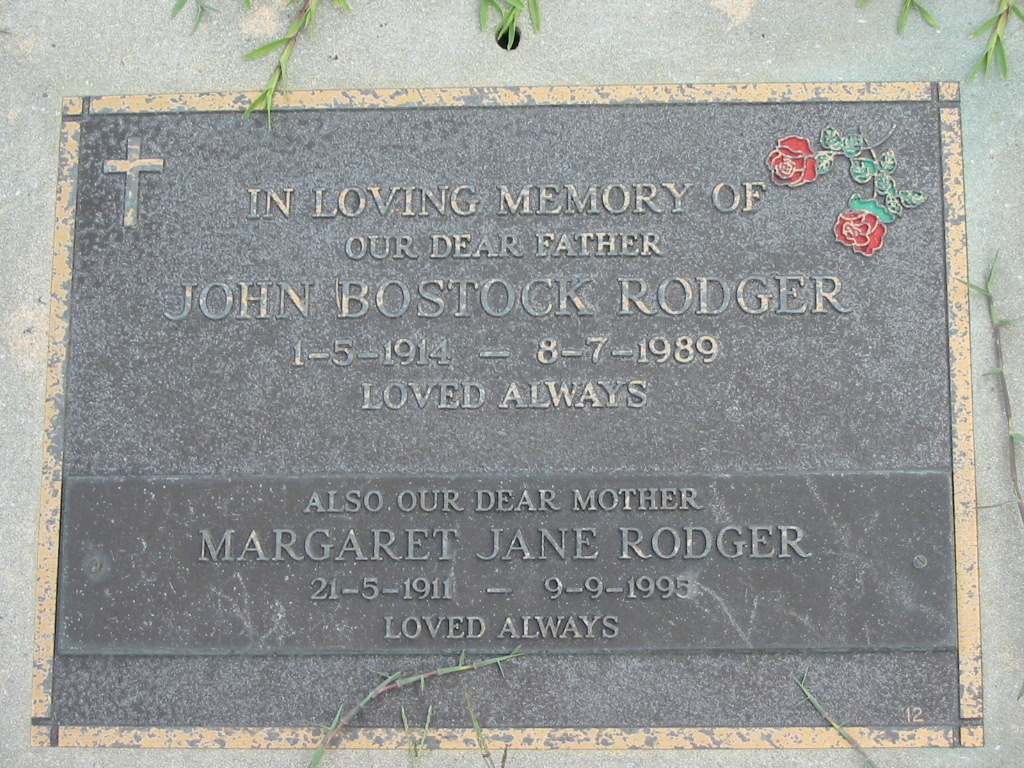 IN LOVING MEMORY OF
OUR DEAR FATHER
JOHN BOSTOCK RODGER
1-5-1914 - 8-7-1989
LOVED ALWAYS
ALSO OUR DEAR MOTHER
MARGARET JANE RODGER
21-5-1911 - 9-9-1995
LOVED ALWAYS
12